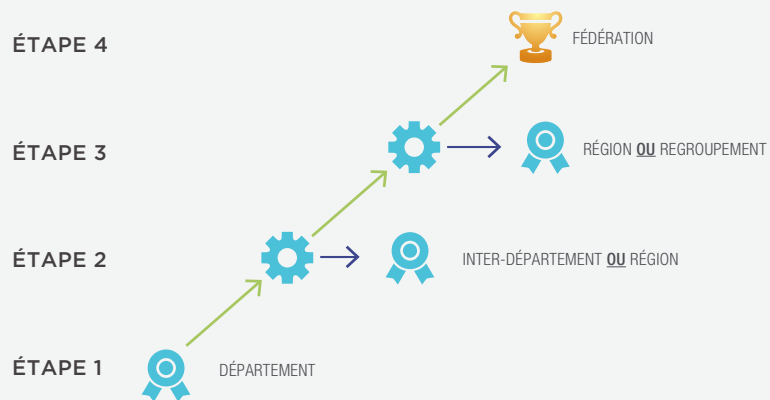 ÉTAPE 4
FÉDÉRATION
ÉTAPE 3
RÉGION OU REGROUPEMENT
ÉTAPE 2
INTER-DÉPARTEMENT OU RÉGION
ÉTAPE 1
DÉPARTEMENT